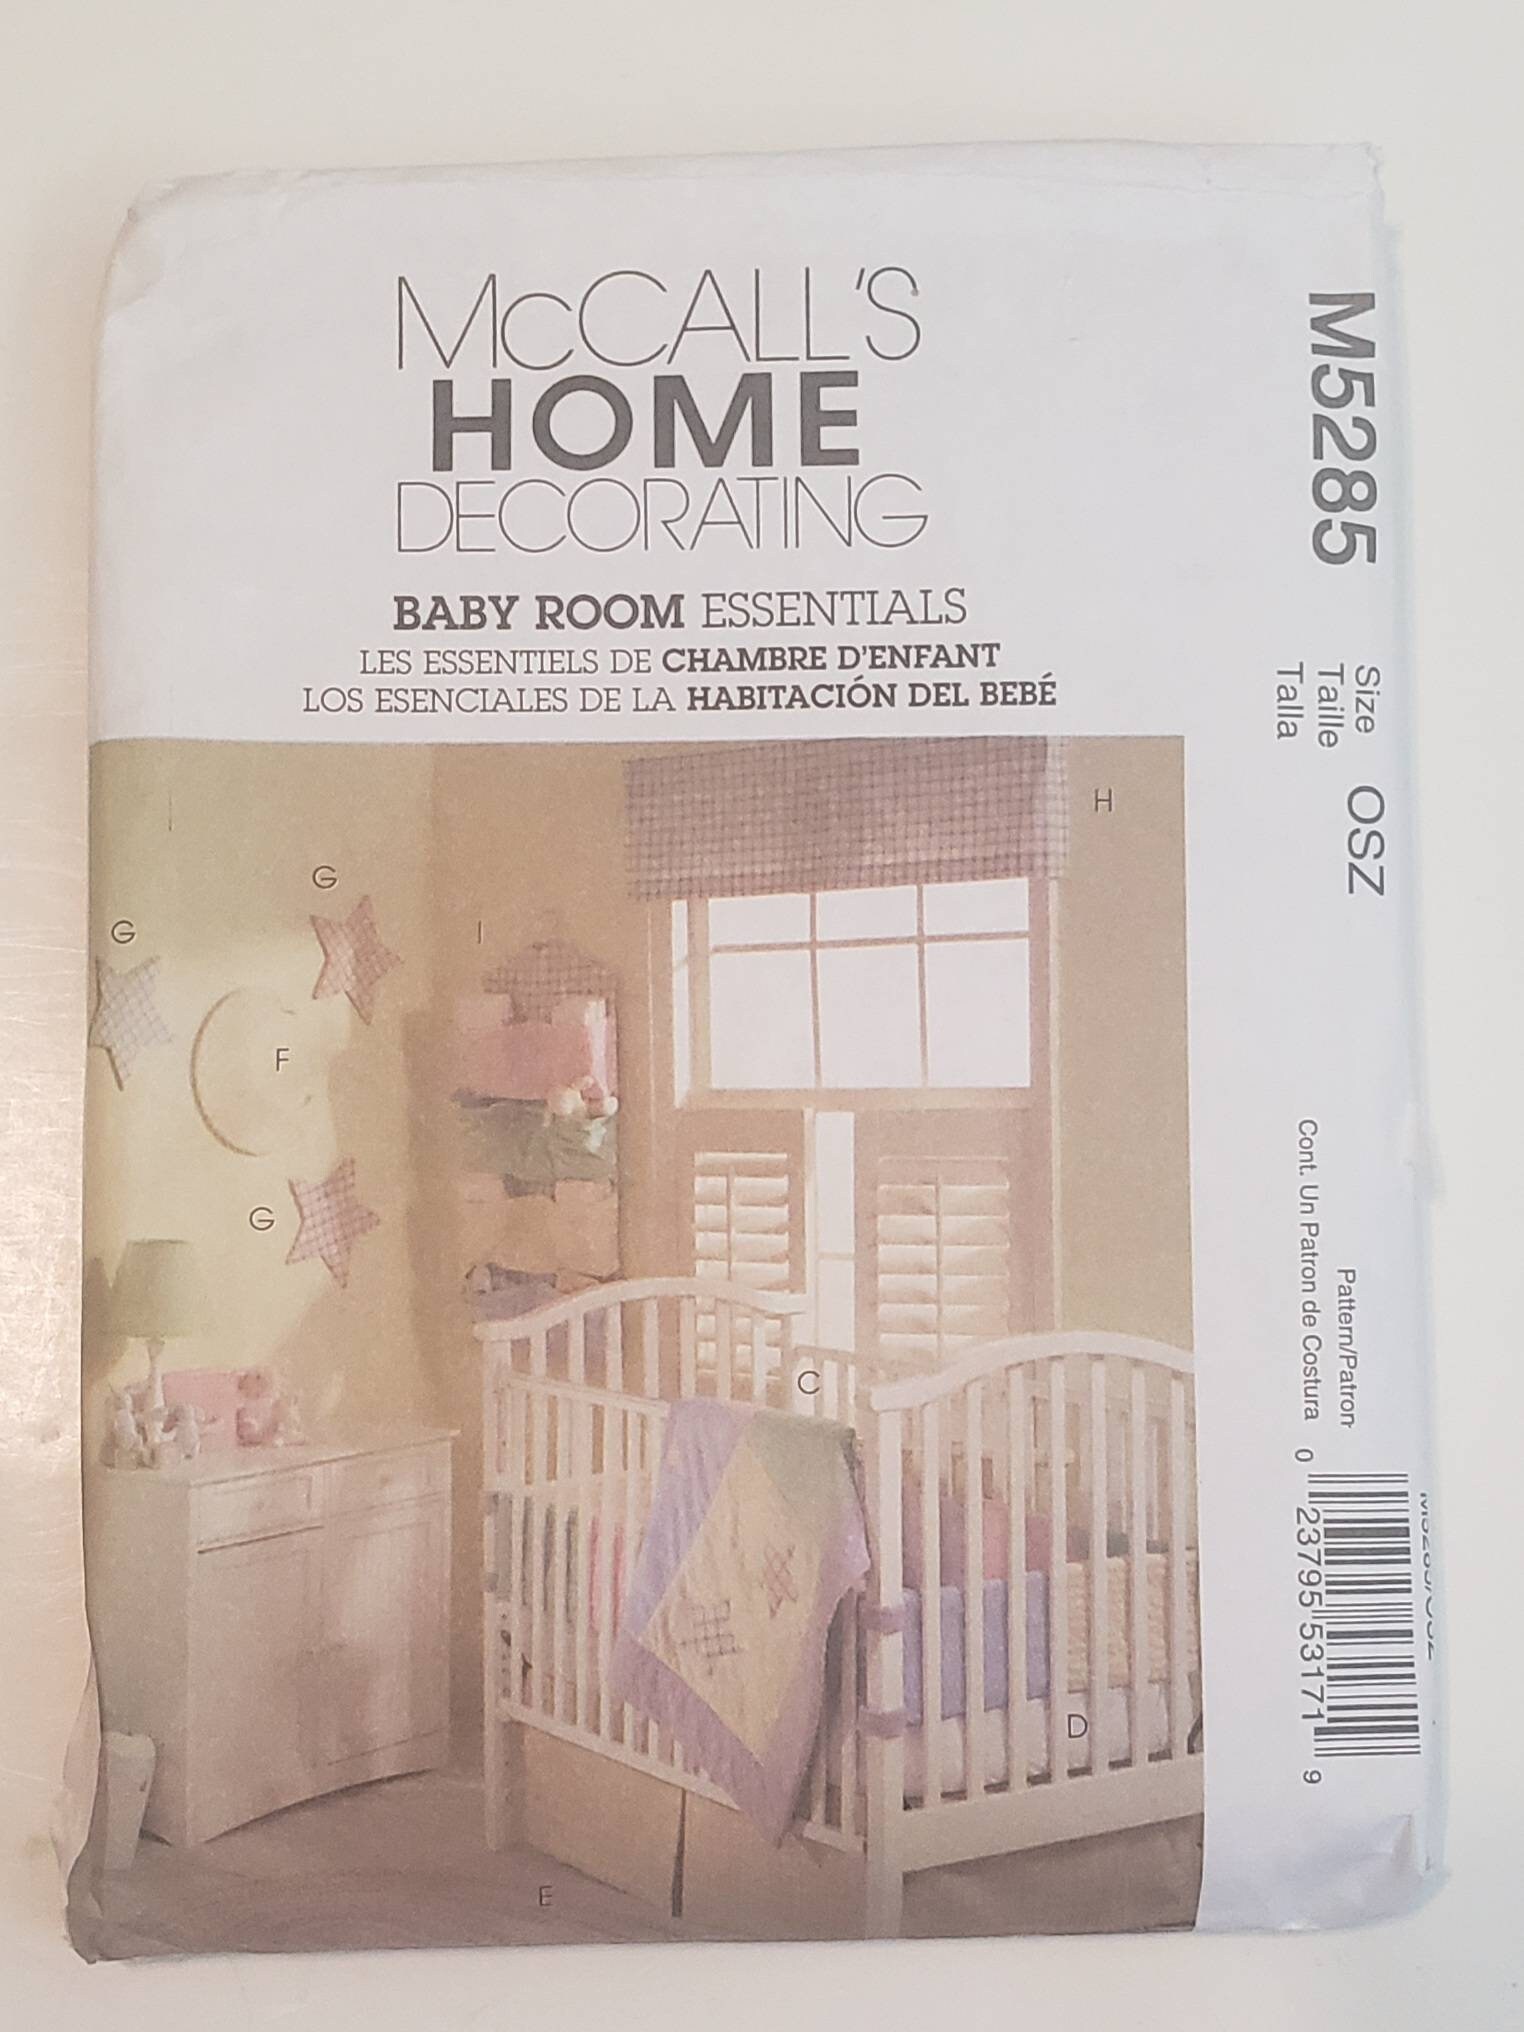 McCALL'S
HOME
DECORATING
BABY ROOM ESSENTIALS
LES ESSENTIELS DE CHAMBRE D'ENFANT
LOS ESENCIALES DE LA HABITACIÓN DEL BEBÉ
H
G
G
I
F
G
C
D
E
M5285
Size
Taille
Talla
OSZ
Pattern/Patron
Cont. Un Patron de Costura
0 23795 53171 9